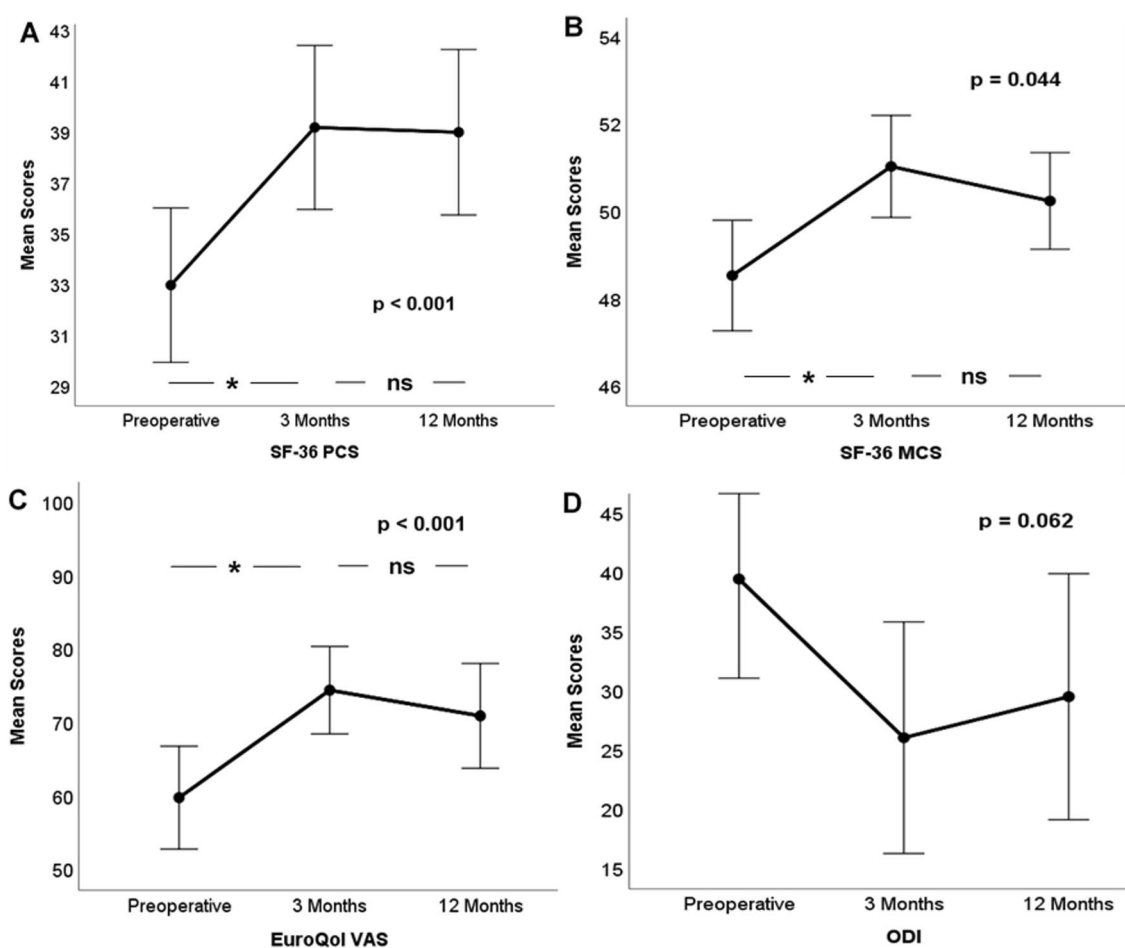 A
43
41
39
37
35
33
31
29
Mean Scores
p < 0.001
* ns
Preoperative 3 Months 12 Months
SF-36 PCS
B
54
52
50
48
46
Mean Scores
p = 0.044
* ns
Preoperative 3 Months 12 Months
SF-36 MCS
C
100
90
80
70
60
50
Mean Scores
p < 0.001
* ns
Preoperative 3 Months 12 Months
EuroQol VAS
D
45
40
35
30
25
20
15
Mean Scores
p = 0.062
Preoperative 3 Months 12 Months
ODI